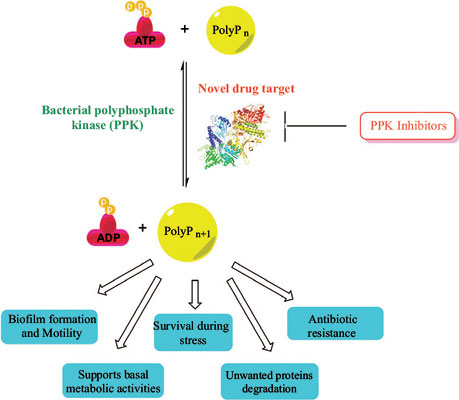 P P P
ATP + PolyP n
Novel drug target
Bacterial polyphosphate
kinase (PPK)
PPK Inhibitors
P P
ADP + PolyP n+1
Biofilm formation
and Motility
Survival during
stress
Antibiotic
resistance
Supports basal
metabolic activities
Unwanted proteins
degradation